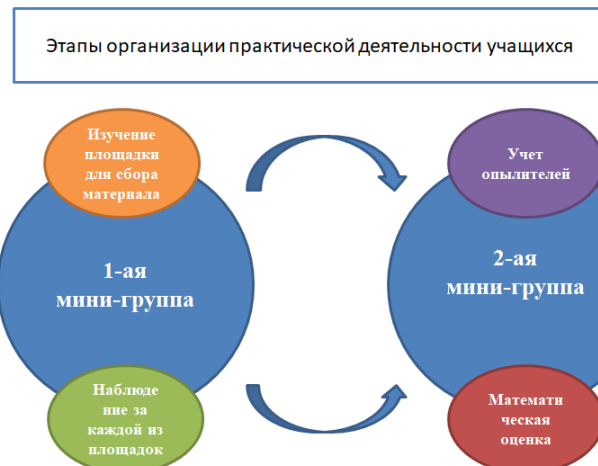 Этапы организации практической деятельности учащихся
Изучение
площадки
для сбора
материала
1-ая
мини-группа
Наблюде
ние за
каждой из
площадок
Учет
опылителей
2-ая
мини-группа
Математи
ческая
оценка